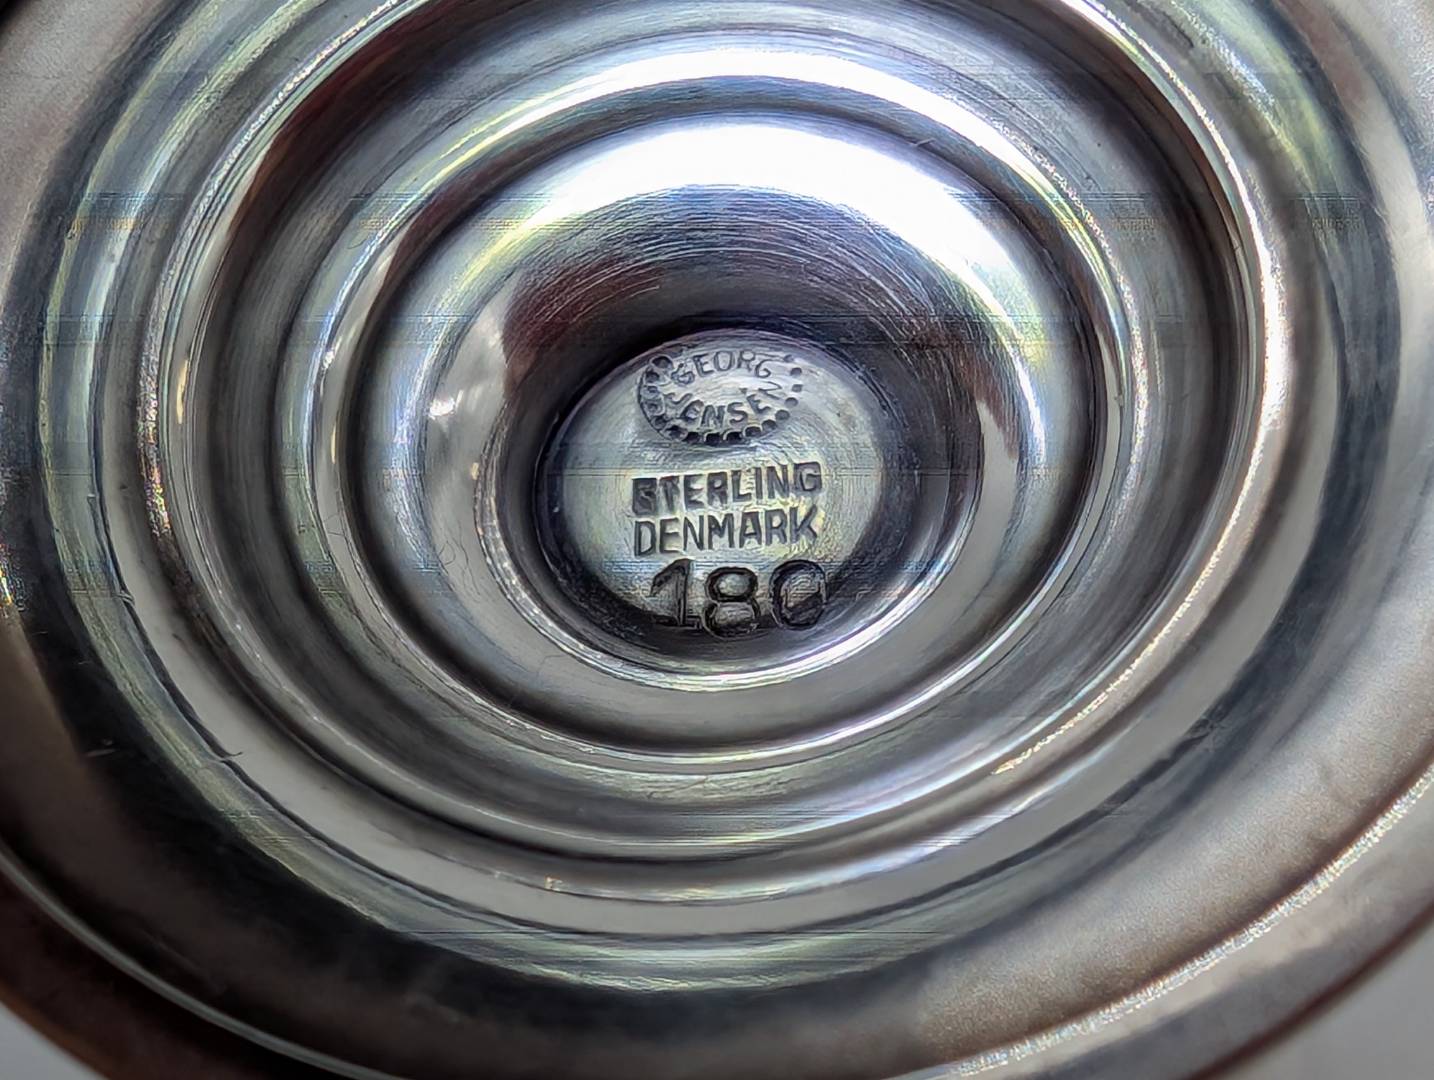 GEORG
JENSEN
STERLING
DENMARK
180